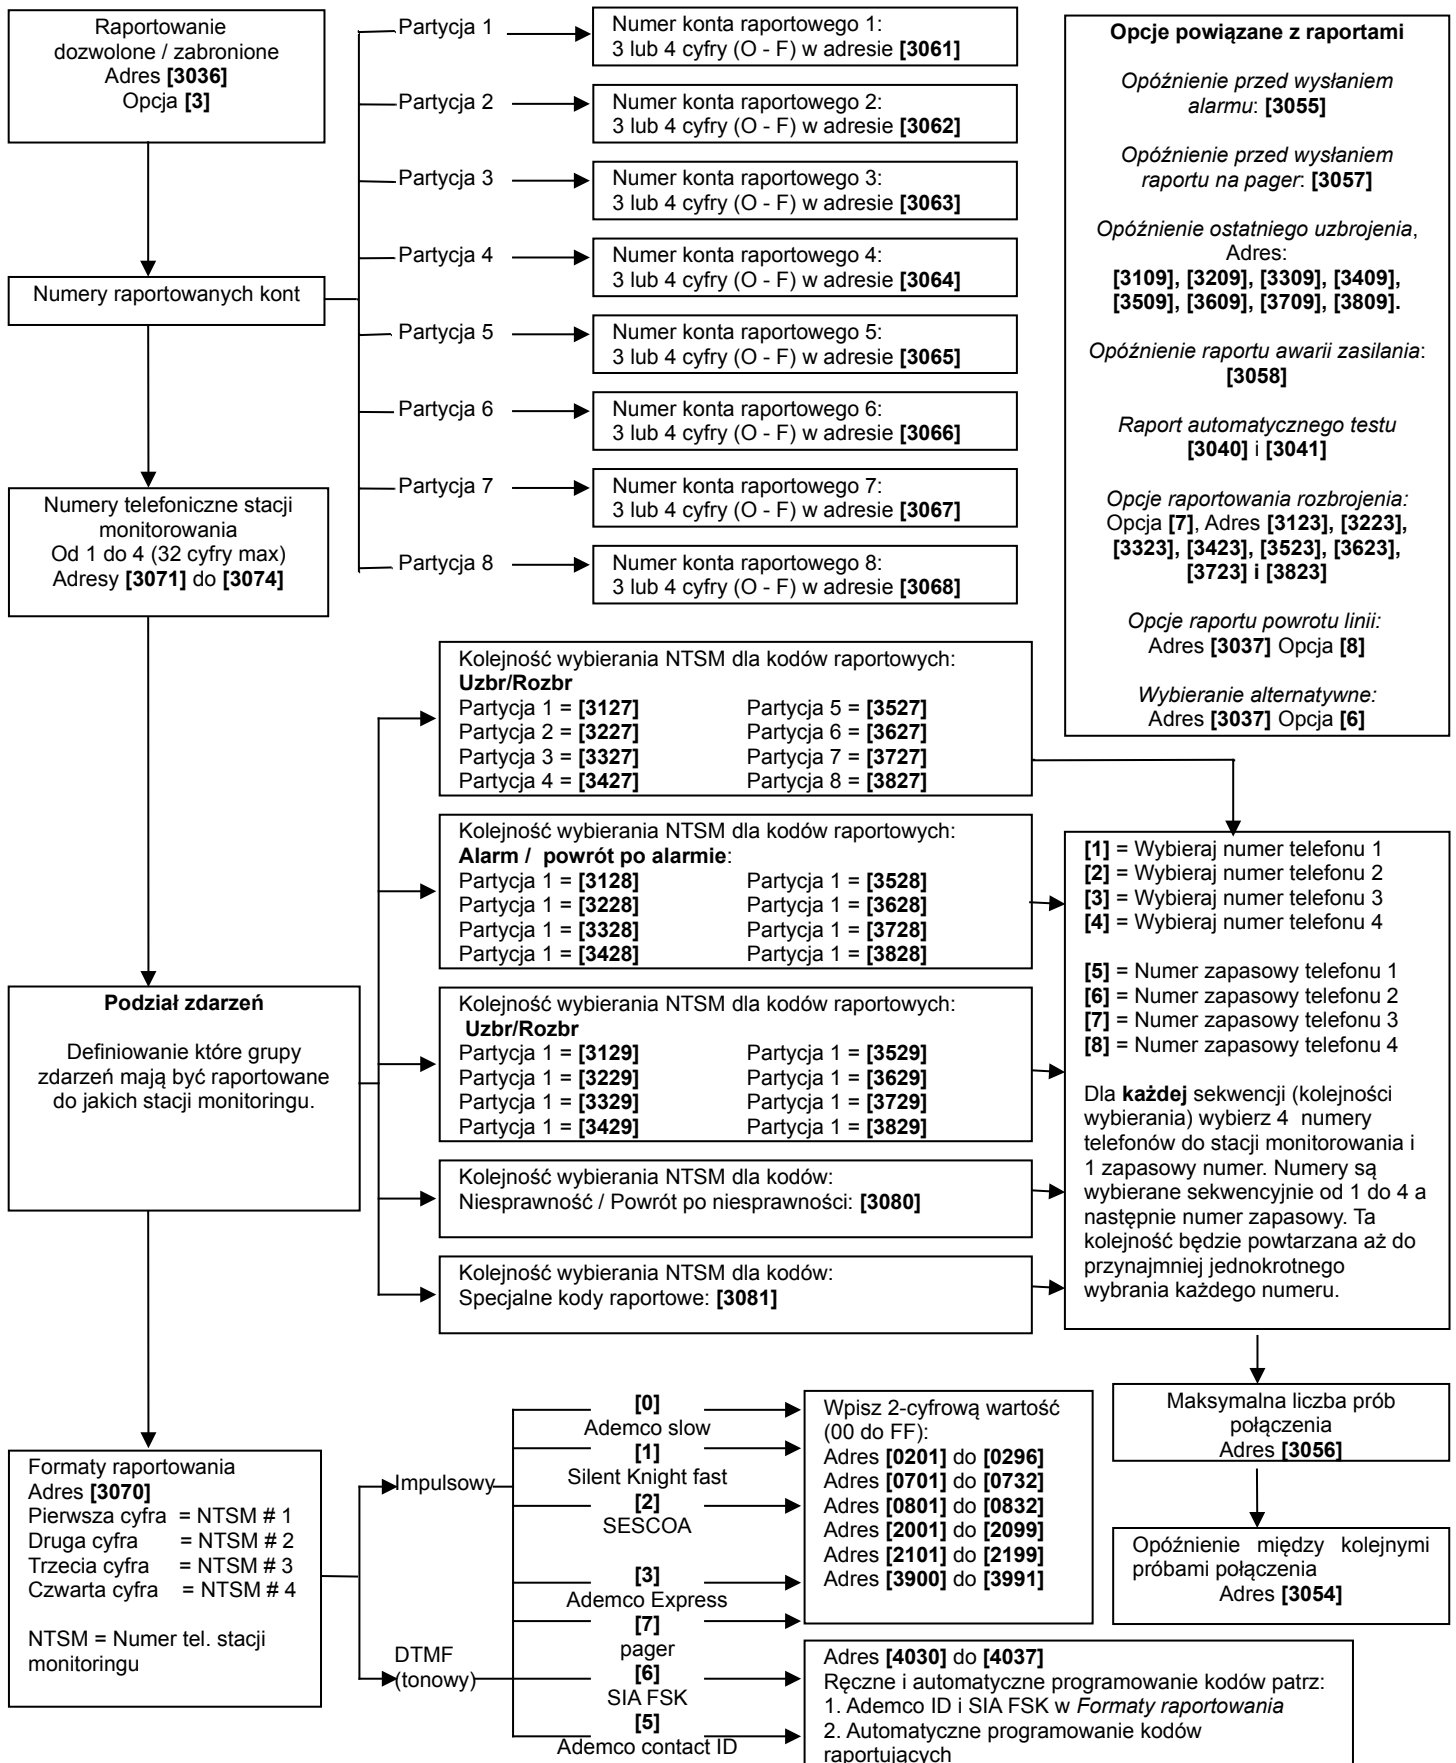 Raportowanie
dozwolone / zabronione
Adres [3036]
Opcja [3]
Numery raportowanych kont
Numery telefoniczne stacji
monitorowania
Od 1 do 4 (32 cyfry max)
Adresy [3071] do [3074]
Podział zdarzeń
Definiowanie które grupy
zdarzeń mają być raportowane
do jakich stacji monitoringu.
Formaty raportowania
Adres [3070]
Pierwsza cyfra = NTSM # 1
Druga cyfra = NTSM # 2
Trzecia cyfra = NTSM # 3
Czwarta cyfra = NTSM # 4
NTSM = Numer tel. stacji
monitoringu
Partycja 1
Numer konta raportowego 1:
3 lub 4 cyfry (O - F) w adresie [3061]
Partycja 2
Numer konta raportowego 2:
3 lub 4 cyfry (O - F) w adresie [3062]
Partycja 3
Numer konta raportowego 3:
3 lub 4 cyfry (O - F) w adresie [3063]
Partycja 4
Numer konta raportowego 4:
3 lub 4 cyfry (O - F) w adresie [3064]
Partycja 5
Numer konta raportowego 5:
3 lub 4 cyfry (O - F) w adresie [3065]
Partycja 6
Numer konta raportowego 6:
3 lub 4 cyfry (O - F) w adresie [3066]
Partycja 7
Numer konta raportowego 7:
3 lub 4 cyfry (O - F) w adresie [3067]
Partycja 8
Numer konta raportowego 8:
3 lub 4 cyfry (O - F) w adresie [3068]
Opcje powiązane z raportami
Opóźnienie przed wysłaniem
alarmu: [3055]
Opóźnienie przed wysłaniem
raportu na pager: [3057]
Opóźnienie ostatniego uzbrojenia,
Adres:
[3109], [3209], [3309], [3409],
[3509], [3609], [3709], [3809].
Opóźnienie raportu awarii zasilania:
[3058]
Raport automatycznego testu
[3040] i [3041]
Opcje raportowania rozbrojenia:
Opcja [7], Adres [3123], [3223],
[3323], [3423], [3523], [3623],
[3723] i [3823]
Opcje raportu powrotu linii:
Adres [3037] Opcja [8]
Wybieranie alternatywne:
Adres [3037] Opcja [6]
Kolejność wybierania NTSM dla kodów raportowych:
Uzbr/Rozbr
Partycja 1 = [3127] Partycja 5 = [3527]
Partycja 2 = [3227] Partycja 6 = [3627]
Partycja 3 = [3327] Partycja 7 = [3727]
Partycja 4 = [3427] Partycja 8 = [3827]
Kolejność wybierania NTSM dla kodów raportowych:
Alarm / powrót po alarmie:
Partycja 1 = [3128] Partycja 1 = [3528]
Partycja 1 = [3228] Partycja 1 = [3628]
Partycja 1 = [3328] Partycja 1 = [3728]
Partycja 1 = [3428] Partycja 1 = [3828]
Kolejność wybierania NTSM dla kodów raportowych:
Uzbr/Rozbr
Partycja 1 = [3129] Partycja 1 = [3529]
Partycja 1 = [3229] Partycja 1 = [3629]
Partycja 1 = [3329] Partycja 1 = [3729]
Partycja 1 = [3429] Partycja 1 = [3829]
Kolejność wybierania NTSM dla kodów:
Niesprawność / Powrót po niesprawności: [3080]
Kolejność wybierania NTSM dla kodów:
Specjalne kody raportowe: [3081]
[1] = Wybieraj numer telefonu 1
[2] = Wybieraj numer telefonu 2
[3] = Wybieraj numer telefonu 3
[4] = Wybieraj numer telefonu 4
[5] = Numer zapasowy telefonu 1
[6] = Numer zapasowy telefonu 2
[7] = Numer zapasowy telefonu 3
[8] = Numer zapasowy telefonu 4
Dla każdej sekwencji (kolejności
wybierania) wybierz 4 numery
telefonów do stacji monitorowania i
1 zapasowy numer. Numery są
wybierane sekwencyjnie od 1 do 4 a
następnie numer zapasowy. Ta
kolejność będzie powtarzana aż do
przynajmniej jednokrotnego
wybrania każdego numeru.
Maksymalna liczba prób
połączenia
Adres [3056]
Opóźnienie między kolejnymi
próbami połączenia
Adres [3054]
Impulsowy
DTMF
(tonowy)
[0]
Ademco slow
[1]
Silent Knight fast
[2]
SESCOA
[3]
Ademco Express
[7]
pager
[6]
SIA FSK
[5]
Ademco contact ID
Wpisz 2-cyfrową wartość
(00 do FF):
Adres [0201] do [0296]
Adres [0701] do [0732]
Adres [0801] do [0832]
Adres [2001] do [2099]
Adres [2101] do [2199]
Adres [3900] do [3991]
Adres [4030] do [4037]
Ręczne i automatyczne programowanie kodów patrz:
1. Ademco ID i SIA FSK w Formaty raportowania
2. Automatyczne programowanie kodów
raportujących